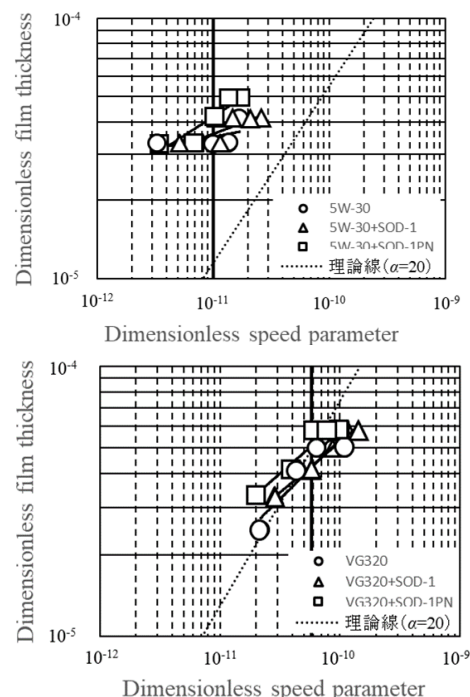 Dimensionless film thickness
10-4
10-5
5W-30
5W-30+SOD-1
5W-30+SOD-1PN
理論線(α=20)
10-12
10-11
10-10
10-9
Dimensionless speed parameter
Dimensionless film thickness
10-4
10-5
VG320
VG320+SOD-1
VG320+SOD-1PN
理論線(α=20)
10-12
10-11
10-10
10-9
Dimensionless speed parameter